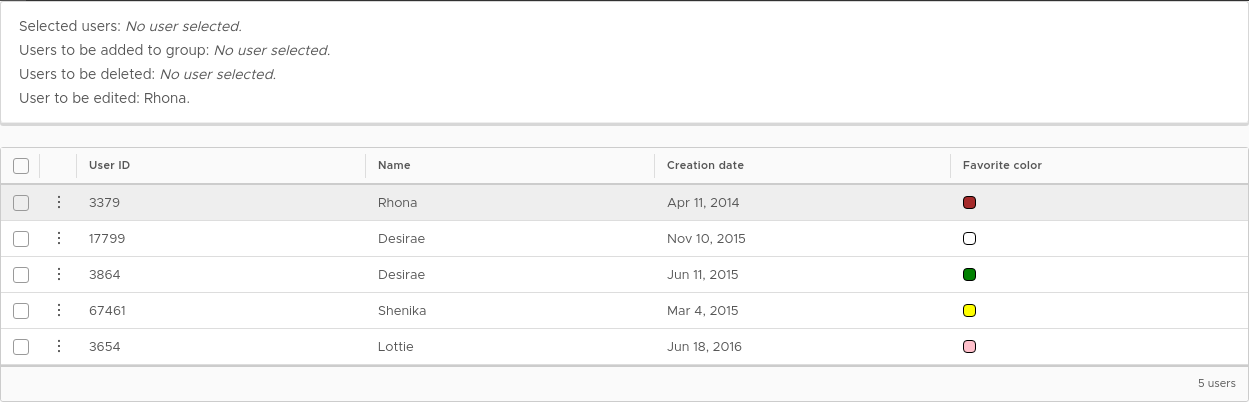 Selected users: No user selected.
Users to be added to group: No user selected.
Users to be deleted: No user selected.
User to be edited: Rhona.
User ID Name Creation date Favorite color
3379 Rhona Apr 11, 2014
17799 Desirae Nov 10, 2015
3864 Desirae Jun 11, 2015
67461 Shenika Mar 4, 2015
3654 Lottie Jun 18, 2016
5 users